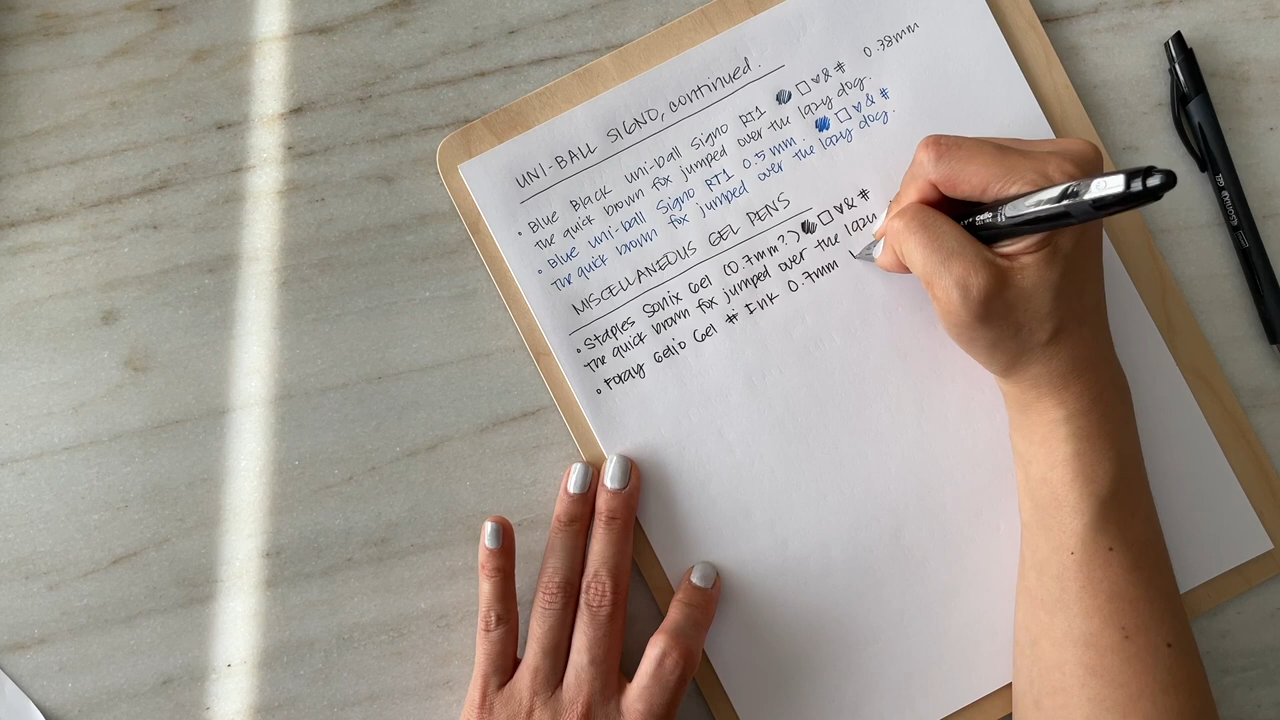 UNI-BALL SIGNO, continued.
• Blue Black uni-ball Signo RT1 □ ♥ & # 0.38mm
The quick brown fox jumped over the lazy dog.
• Blue uni-ball Signo RT1 0.5mm □ ♥ & #
The quick brown fox jumped over the lazy dog.
MISCELLANEOUS GEL PENS
• Staples Sonix Gel (0.7mm?) □ ♥ & #
The quick brown fox jumped over the lazy
• Foray Gelio Gel # Ink 0.7mm
GELIO
SONIX GEL